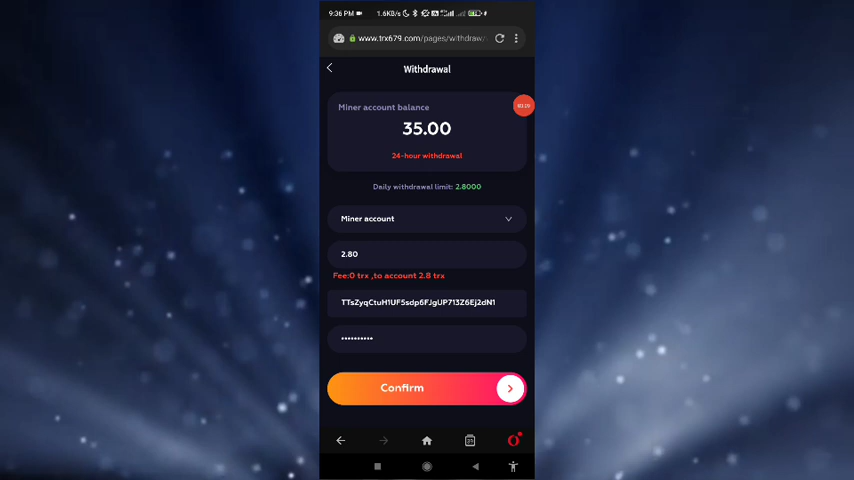 9:36 PM 1.6KB/s
www.trx679.com/pages/withdraw/
Withdrawal
Miner account balance
35.00
24-hour withdrawal
Daily withdrawal limit: 2.8000
Miner account
2.80
Fee:0 trx ,to account 2.8 trx
TTsZyqCtuH1UF5sdp6FJgUP713Z6Ej2dN1
••••••••••
Confirm